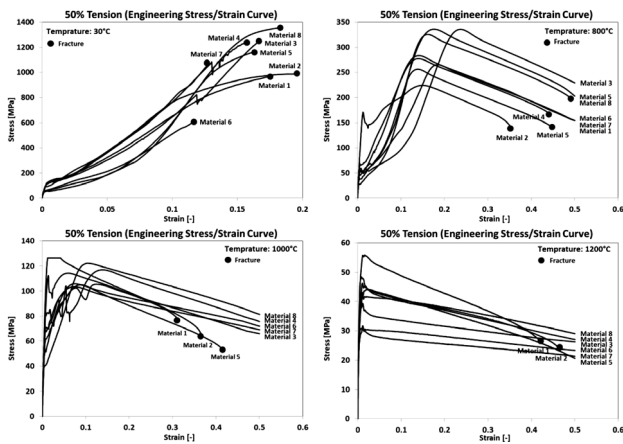 50% Tension (Engineering Stress/Strain Curve)
1400
1200
1000
800
600
400
200
0
Stress [MPa]
Temprature: 30°C
Fracture
Material 4
Material 7
Material 8
Material 3
Material 5
Material 2
Material 1
Material 6
0
0.05
0.1
0.15
0.2
Strain [-]
50% Tension (Engineering Stress/Strain Curve)
350
300
250
200
150
100
50
0
Stress [MPa]
Temprature: 800°C
Fracture
Material 3
Material 5
Material 8
Material 4
Material 6
Material 7
Material 1
Material 2
Material 5
0
0.1
0.2
0.3
0.4
0.5
0.6
Strain [-]
50% Tension (Engineering Stress/Strain Curve)
140
120
100
80
60
40
20
0
Stress [MPa]
Temprature: 1000°C
Fracture
Material 8
Material 4
Material 6
Material 7
Material 3
Material 1
Material 2
Material 5
0
0.1
0.2
0.3
0.4
0.5
0.6
Strain [-]
50% Tension (Engineering Stress/Strain Curve)
60
50
40
30
20
10
0
Stress [MPa]
Temprature: 1200°C
Fracture
Material 8
Material 4
Material 3
Material 6
Material 7
Material 5
Material 1
Material 2
0
0.1
0.2
0.3
0.4
0.5
0.6
Strain [-]